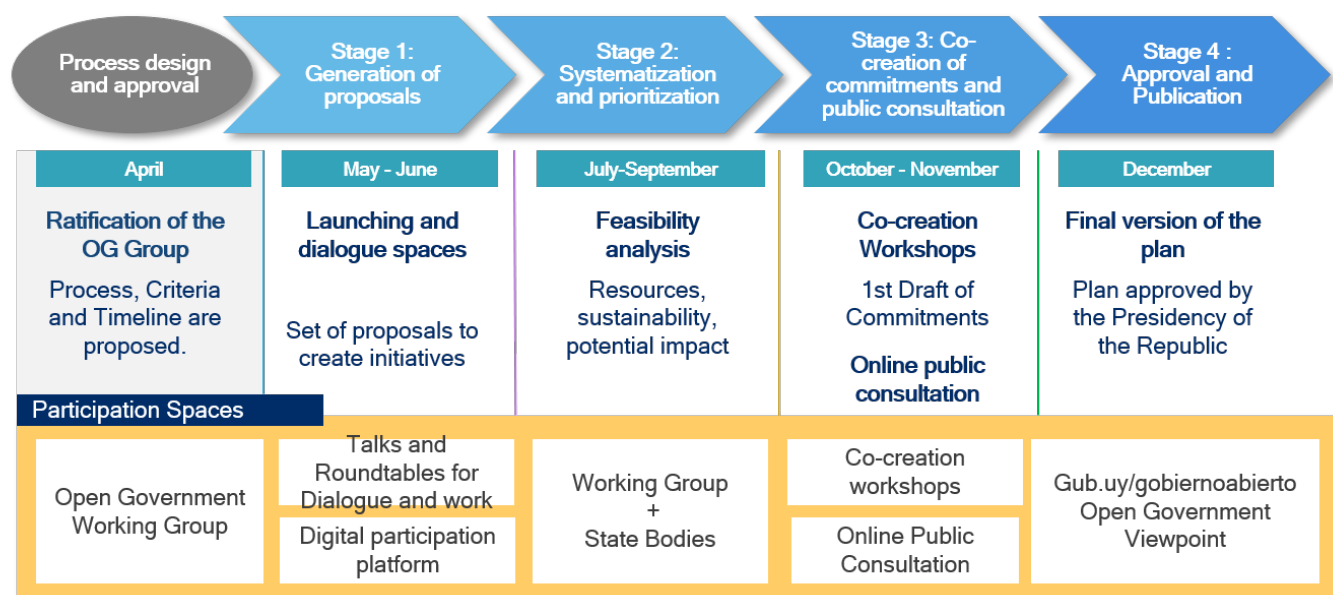 Process design
and approval
Stage 1:
Generation of
proposals
Stage 2:
Systematization
and prioritization
Stage 3: Co-
creation of
commitments and
public consultation
Stage 4 :
Approval and
Publication
April
May - June
July-September
October - November
December
Ratification of the
OG Group
Process, Criteria
and Timeline are
proposed.
Launching and
dialogue spaces
Set of proposals to
create initiatives
Feasibility
analysis
Resources,
sustainability,
potential impact
Co-creation
Workshops
1st Draft of
Commitments
Online public
consultation
Final version of the
plan
Plan approved by
the Presidency of
the Republic
Participation Spaces
Open Government
Working Group
Talks and
Roundtables for
Dialogue and work
Digital participation
platform
Working Group
+
State Bodies
Co-creation
workshops
Online Public
Consultation
Gub.uy/gobiernoabierto
Open Government
Viewpoint